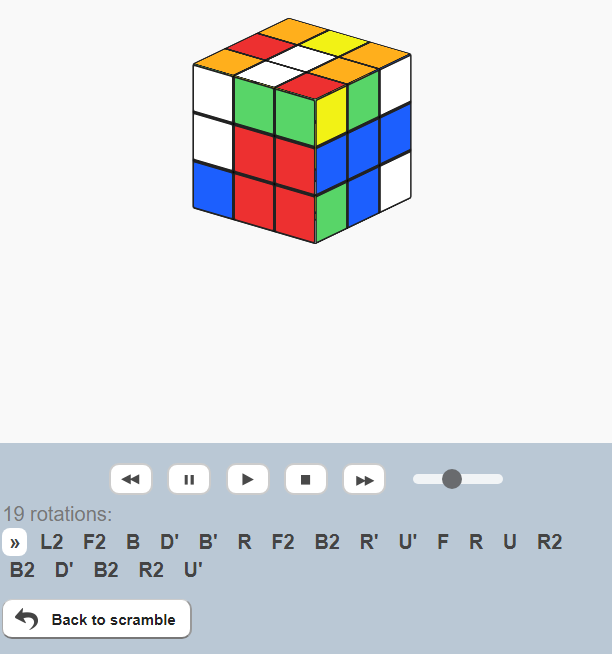 19 rotations:
» L2 F2 B D' B' R F2 B2 R' U' F R U R2
B2 D' B2 R2 U'
Back to scramble